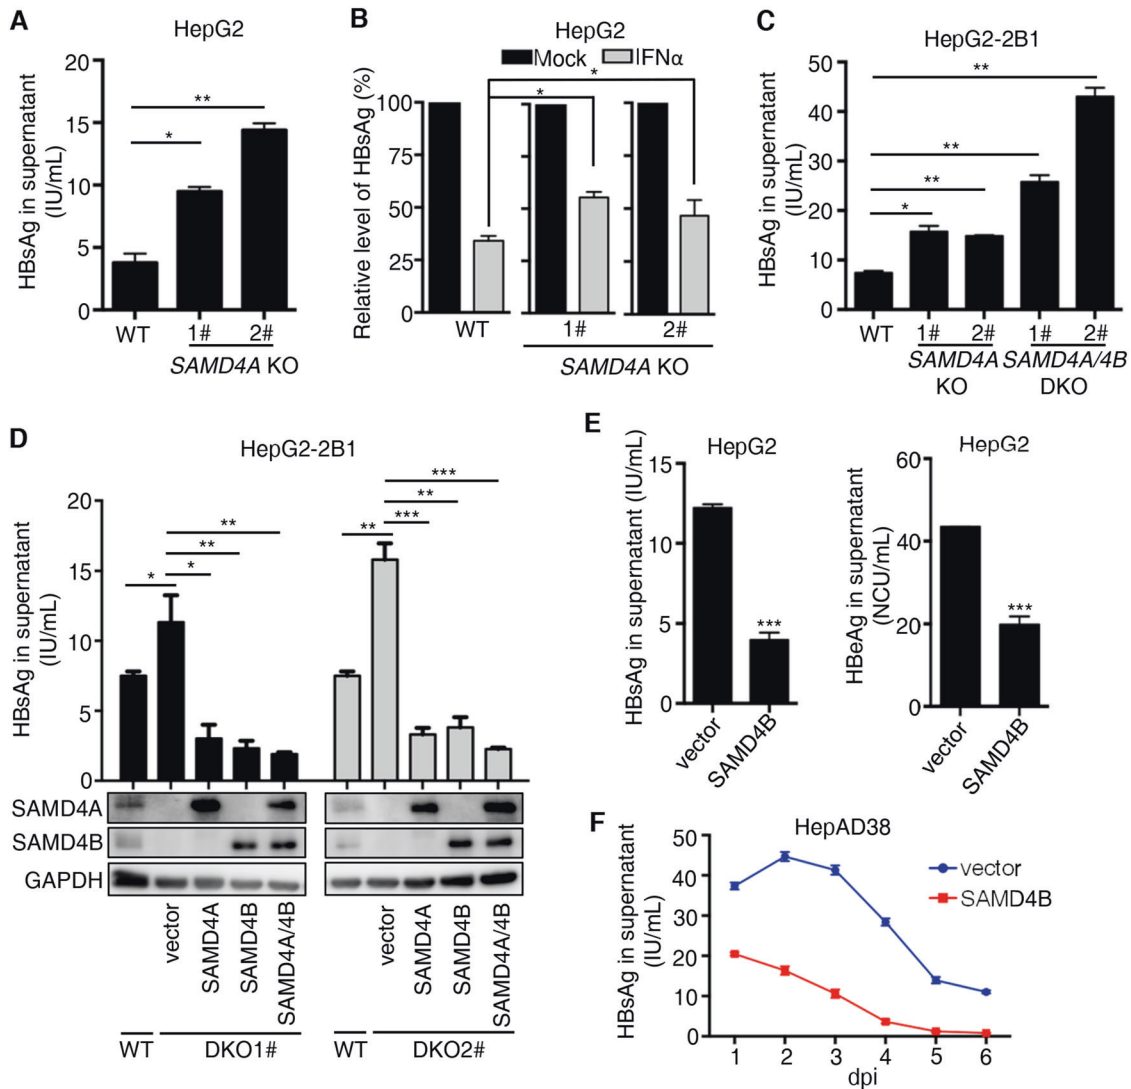 A
HepG2
HBsAg in supernatant
(IU/mL)
20
15
10
5
0
*
**
WT
1#
2#
SAMD4A KO
B
HepG2
Mock
IFNα
Relative level of HBsAg (%)
100
75
50
25
0
*
*
WT
1#
2#
SAMD4A KO
C
HepG2-2B1
HBsAg in supernatant
(IU/mL)
50
40
30
20
10
0
**
**
**
*
WT
1#
2#
1#
2#
SAMD4A
KO
SAMD4A/4B
DKO
D
HepG2-2B1
HBsAg in supernatant
(IU/mL)
20
15
10
5
0
*
*
**
**
**
***
**
***
SAMD4A
SAMD4B
GAPDH
vector
SAMD4A
SAMD4B
SAMD4A/4B
vector
SAMD4A
SAMD4B
SAMD4A/4B
WT
DKO1#
WT
DKO2#
E
HepG2
HBsAg in supernatant (IU/mL)
15
10
5
0
***
vector
SAMD4B
HepG2
HBeAg in supernatant
(NCU/mL)
60
40
20
0
***
vector
SAMD4B
F
HepAD38
HBsAg in supernatant
(IU/mL)
50
40
30
20
10
0
vector
SAMD4B
1 2 3 4 5 6
dpi